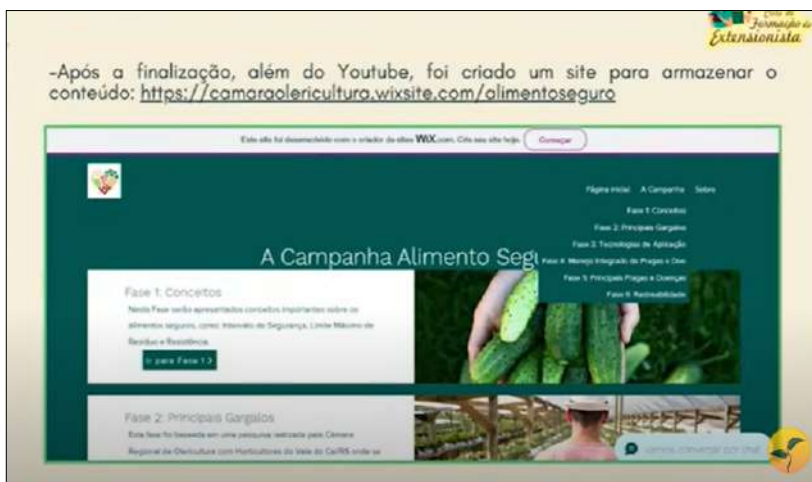 Formação de
Extensionista
-Após a finalização, além do Youtube, foi criado um site para armazenar o
conteúdo: https://camaraolericultura.wixsite.com/alimentoseguro
Este site foi desenvolvido com o criador de sites WIX.com. Crie seu site hoje. Começar
Página inicial A Campanha Sobre
Fase 1: Conceitos
Fase 2: Principais Gargalos
Fase 3: Tecnologias de Aplicação
Fase 4: Manejo Integrado de Pragas e Doe
Fase 5: Principais Pragas e Doenças
Fase 6: Rastreabilidade
A Campanha Alimento Seg
Fase 1: Conceitos
Nesta Fase serão apresentados conceitos importantes sobre os
alimentos seguros, como: Intervalo de Segurança, Limite Máximo de
Resíduo e Resistência.
Ir para Fase 1
Fase 2: Principais Gargalos
Esta fase foi baseada em uma pesquisa realizada pela Câmara
Regional de Olericultura com Horticultores do Vale do Caí/RS onde se
Vamos conversar por chat